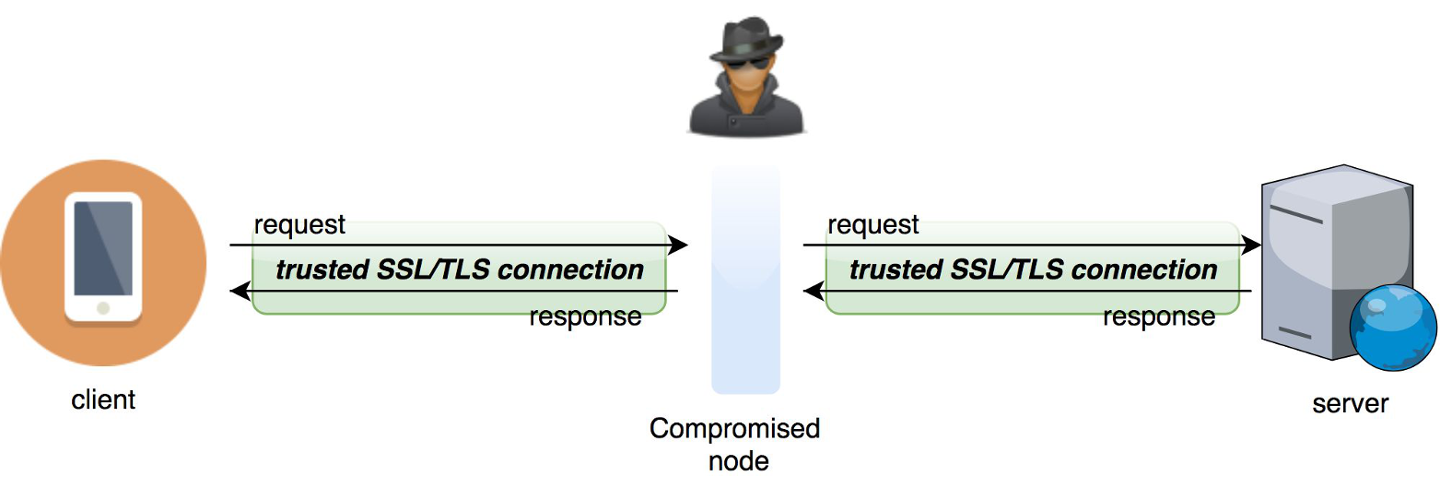 request
trusted SSL/TLS connection
response
request
trusted SSL/TLS connection
response
client
Compromised
node
server